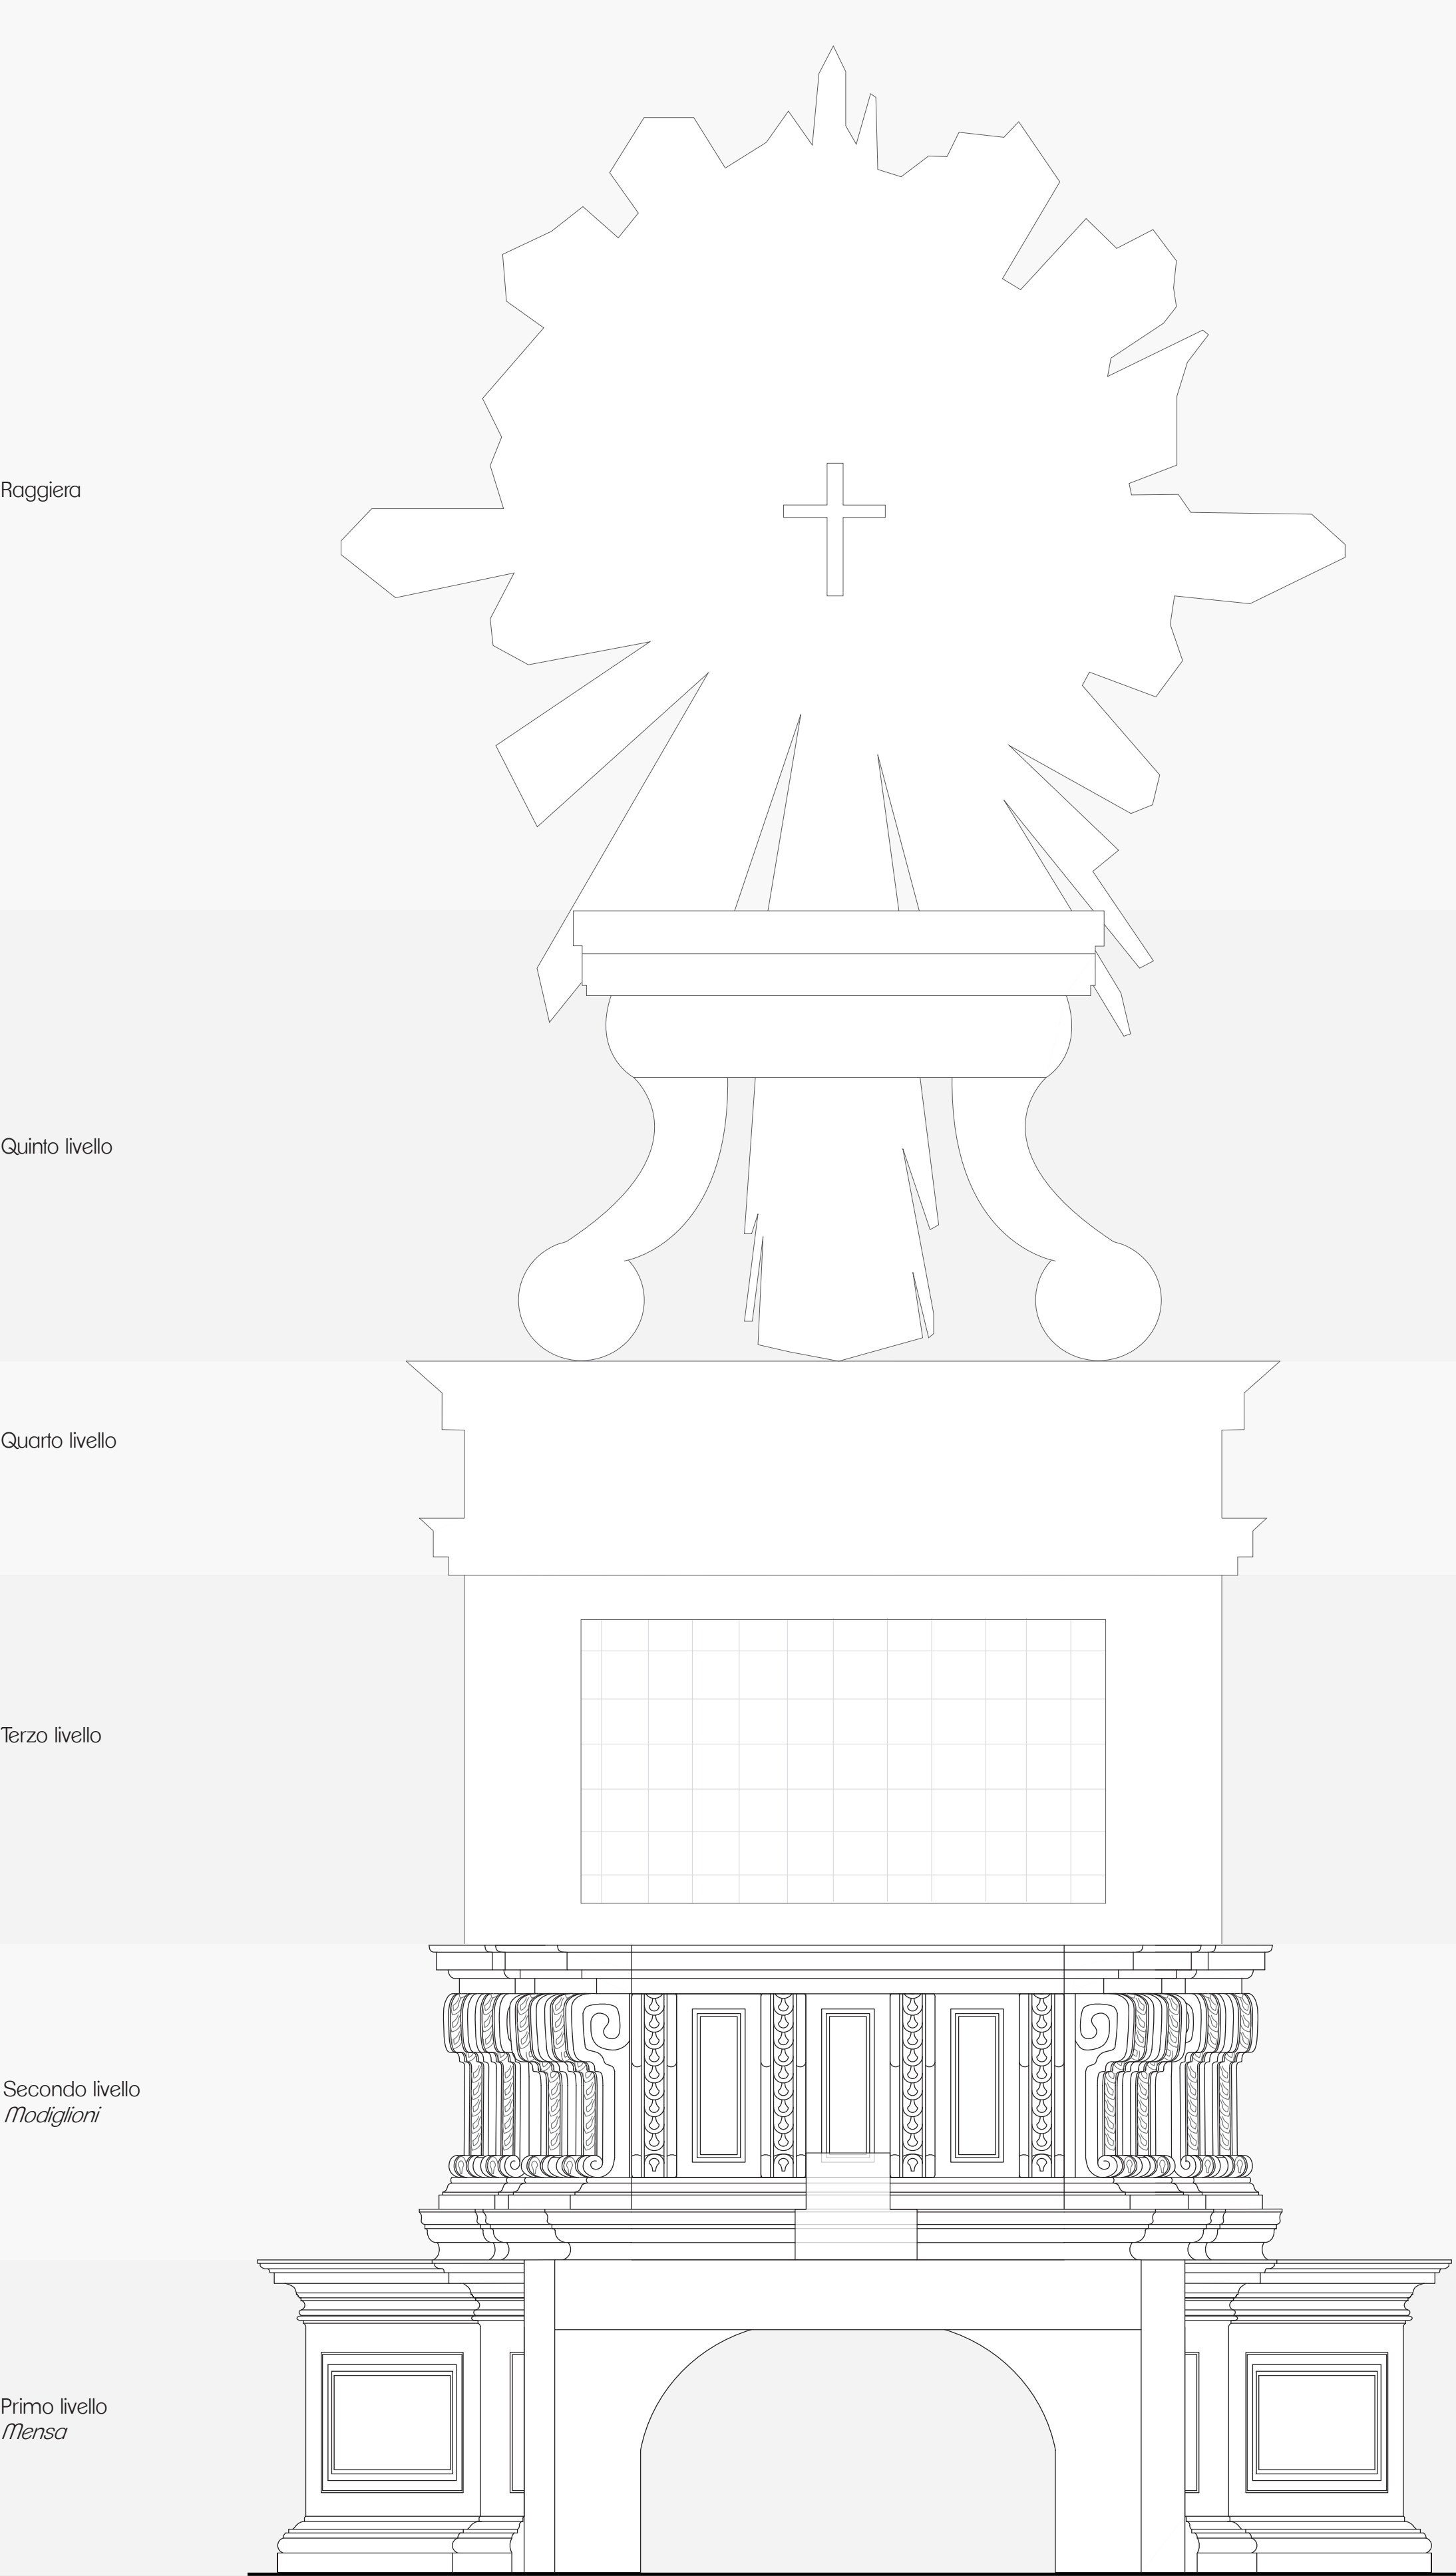 Raggiera
Quinto livello
Quarto livello
Terzo livello
Secondo livello
Modiglioni
Primo livello
Mensa